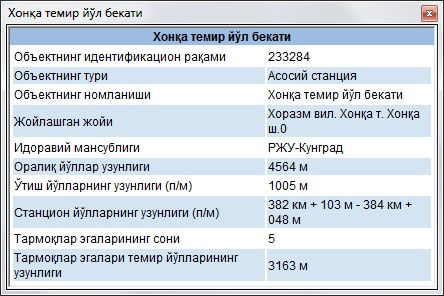 Хонқа темир йўл бекати
Хонқа темир йўл бекати
Объектнинг идентификацион рақами 233284
Объектнинг тури Асосий станция
Объектнинг номланиши Хонқа темир йўл бекати
Жойлашган жойи Хоразм вил. Хонқа т. Хонқа
ш.0
Идоравий мансублиги РЖУ-Кунград
Оралиқ йўллар узунлиги 4564 м
Ўтиш йўлларнинг узунлиги (п/м) 1005 м
Станцион йўлларнинг узунлиги (п/м) 382 км + 103 м - 384 км +
048 м
Тармоқлар эгаларининг сони 5
Тармоқлар эгалари темир йўлларининг
узунлиги 3163 м